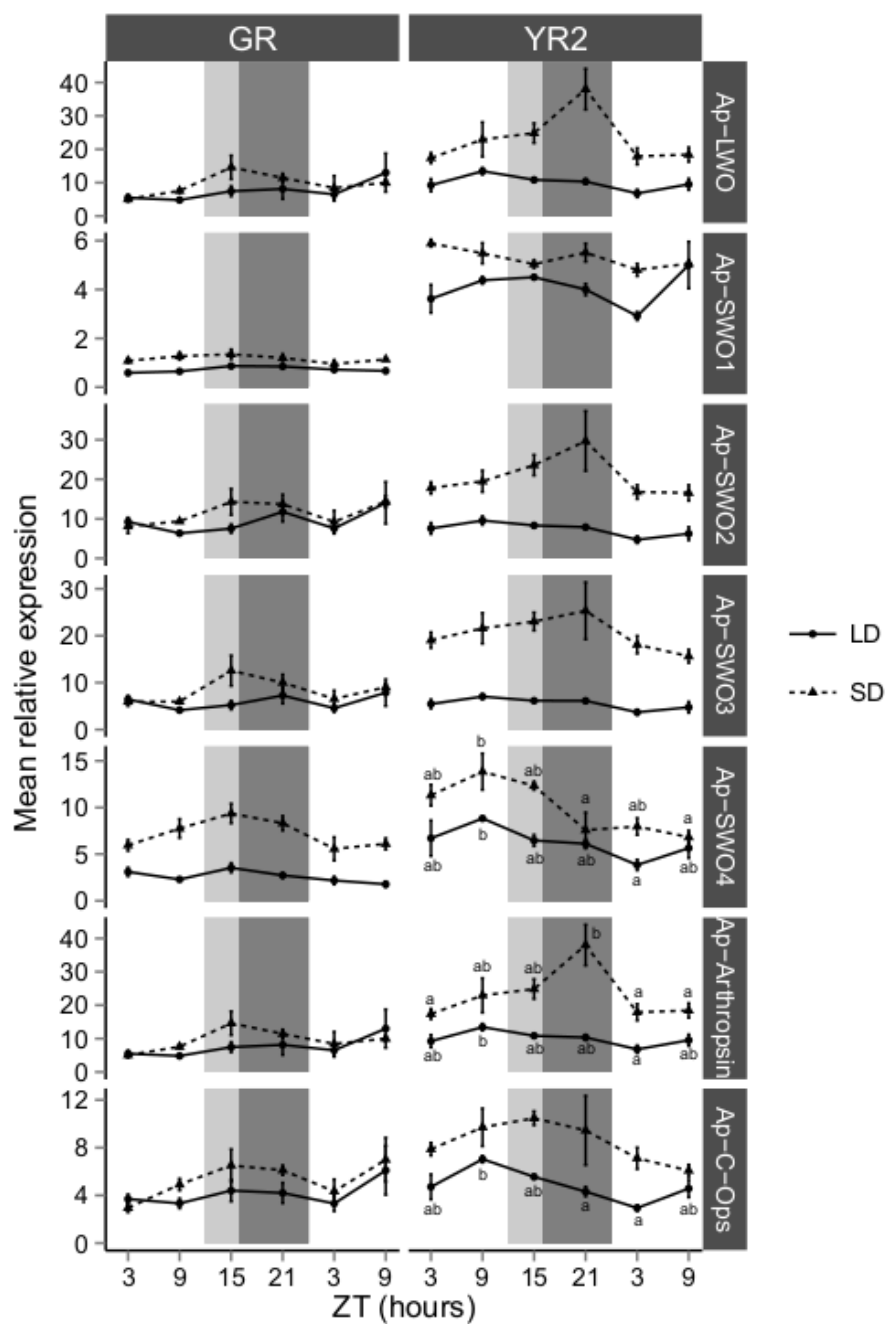 GR YR2
40
30
20
10
0
Ap−LWO
6
4
2
0
Ap−SWO1
30
20
10
0
Ap−SWO2
30
20
10
0
Ap−SWO3
15
10
5
0
ab b ab a ab a
ab b ab ab a ab
Ap−SWO4
40
30
20
10
0
a ab ab b a a
ab b ab ab a ab
Ap−Arthropsin
12
8
4
0
ab b ab a a ab
Ap−C−Ops
Mean relative expression
3 9 15 21 3 9 3 9 15 21 3 9
ZT (hours)
LD
SD